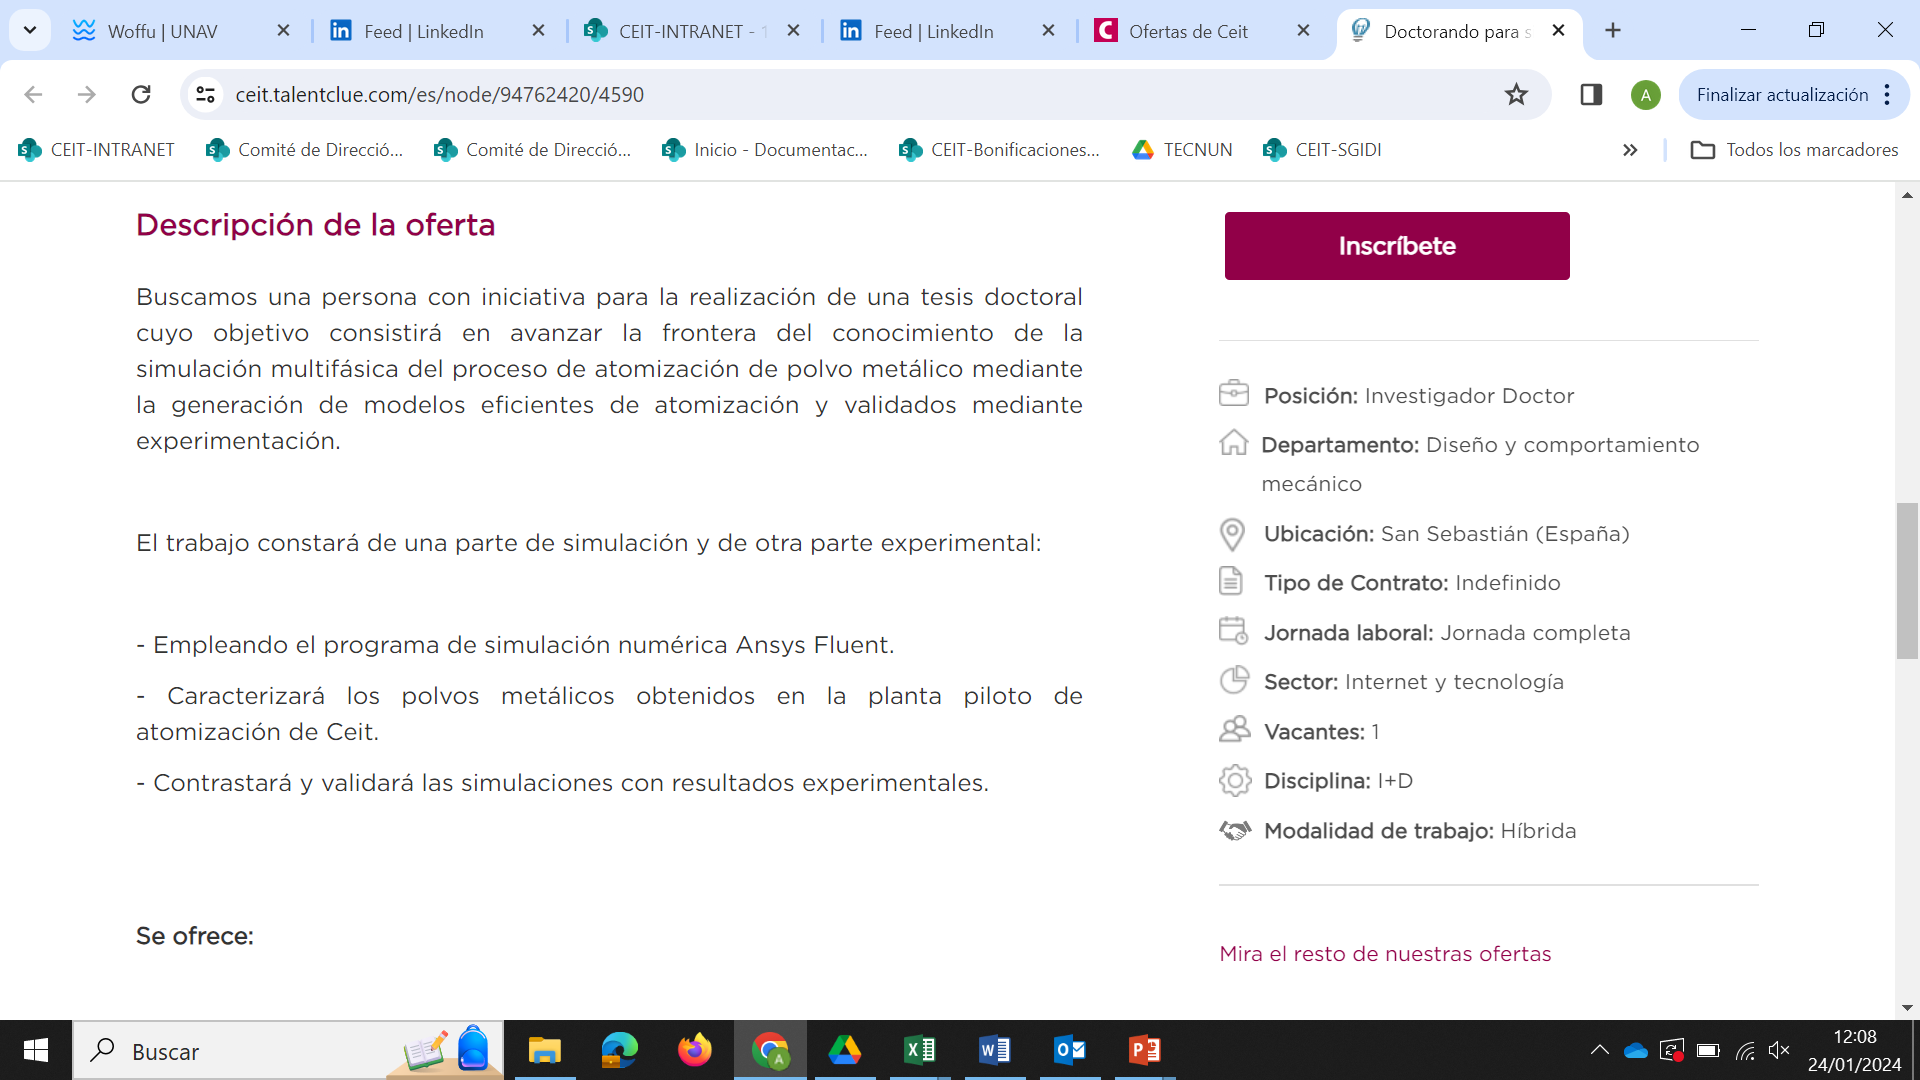 Woffu | UNAV
Feed | LinkedIn
CEIT-INTRANET - 1
Feed | LinkedIn
Ofertas de Ceit
Doctorando para s
ceit.talentclue.com/es/node/94762420/4590
A
Finalizar actualización
CEIT-INTRANET
Comité de Direcció...
Comité de Direcció...
Inicio - Documentac...
CEIT-Bonificaciones...
TECNUN
CEIT-SGIDI
Todos los marcadores
Descripción de la oferta
Buscamos una persona con iniciativa para la realización de una tesis doctoral
cuyo objetivo consistirá en avanzar la frontera del conocimiento de la
simulación multifásica del proceso de atomización de polvo metálico mediante
la generación de modelos eficientes de atomización y validados mediante
experimentación.
El trabajo constará de una parte de simulación y de otra parte experimental:
- Empleando el programa de simulación numérica Ansys Fluent.
- Caracterizará los polvos metálicos obtenidos en la planta piloto de
atomización de Ceit.
- Contrastará y validará las simulaciones con resultados experimentales.
Se ofrece:
Inscríbete
Posición: Investigador Doctor
Departamento: Diseño y comportamiento
mecánico
Ubicación: San Sebastián (España)
Tipo de Contrato: Indefinido
Jornada laboral: Jornada completa
Sector: Internet y tecnología
Vacantes: 1
Disciplina: I+D
Modalidad de trabajo: Híbrida
Mira el resto de nuestras ofertas
Buscar
12:08
24/01/2024